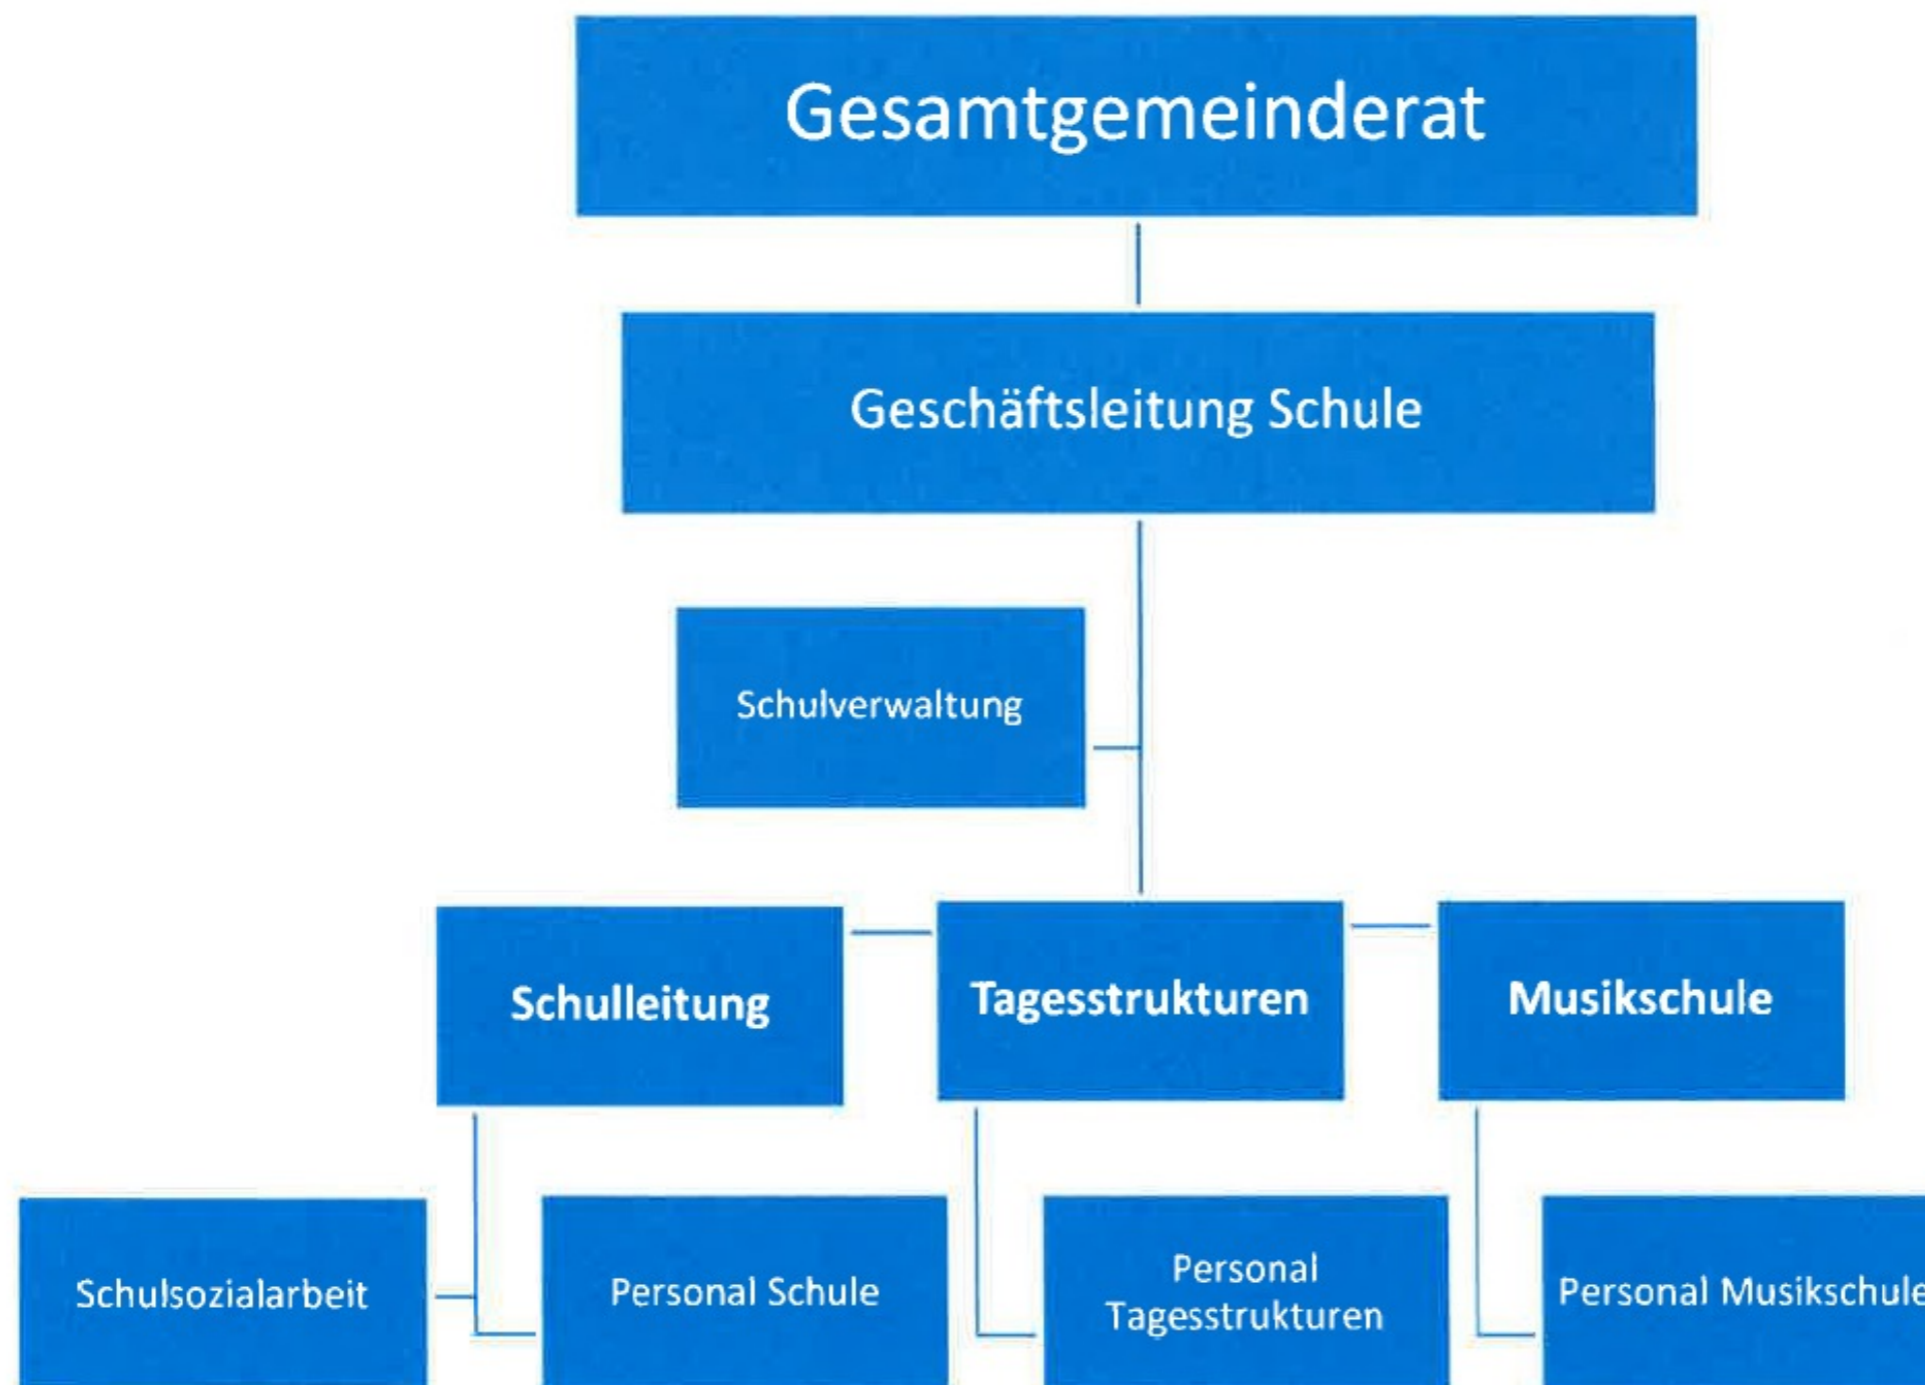 Gesamtgemeinderat
Geschäftsleitung Schule
Schulverwaltung
Schulleitung
Tagesstrukturen
Musikschule
Schulsozialarbeit
Personal Schule
Personal
Tagesstrukturen
Personal Musikschule